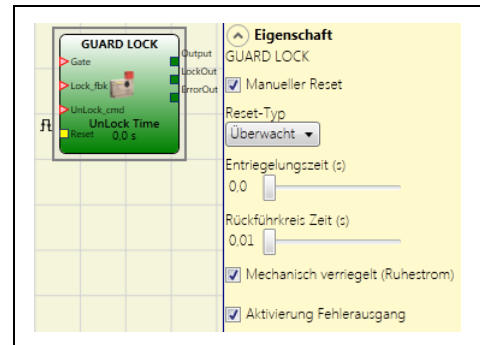 GUARD LOCK
Gate
Lock_fbk
UnLock_cmd
UnLock Time
Reset 0,0 s
Output
LockOut
ErrorOut
Eigenschaft
GUARD LOCK
Manueller Reset
Reset-Typ
Überwacht
Entriegelungszeit (s)
0,0
Rückführkreis Zeit (s)
0,01
Mechanisch verriegelt (Ruhestrom)
Aktivierung Fehlerausgang